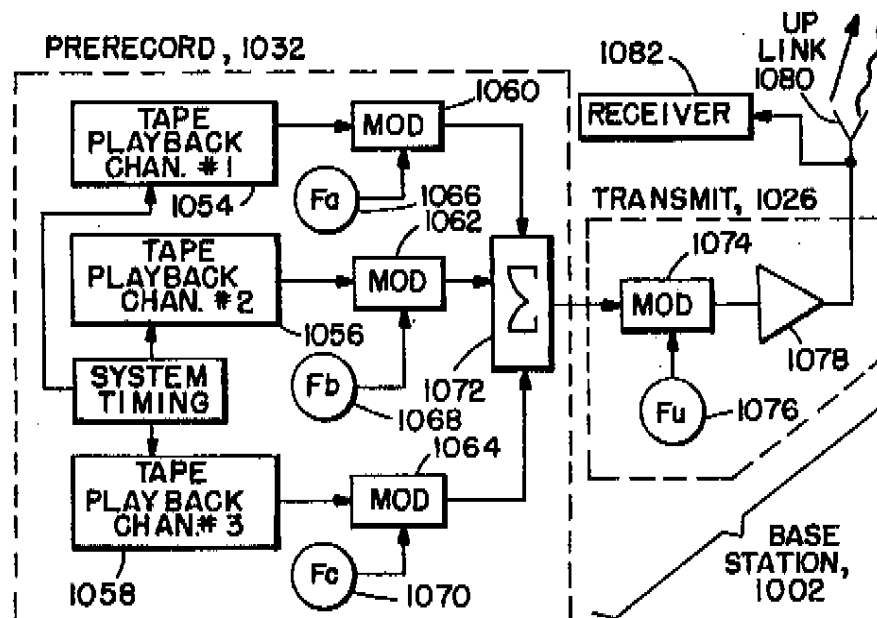 PRERECORD, 1032
TAPE
PLAYBACK
CHAN. #1
1054
MOD
1060
Fa
1066
1062
TAPE
PLAYBACK
CHAN. #2
1056
MOD
Fb
1068
SYSTEM
TIMING
1072
Σ
TAPE
PLAYBACK
CHAN.# 3
1058
MOD
1064
Fc
1070
UP
LINK
1080
1082
RECEIVER
TRANSMIT, 1026
1074
MOD
1078
Fu
1076
BASE
STATION,
1002